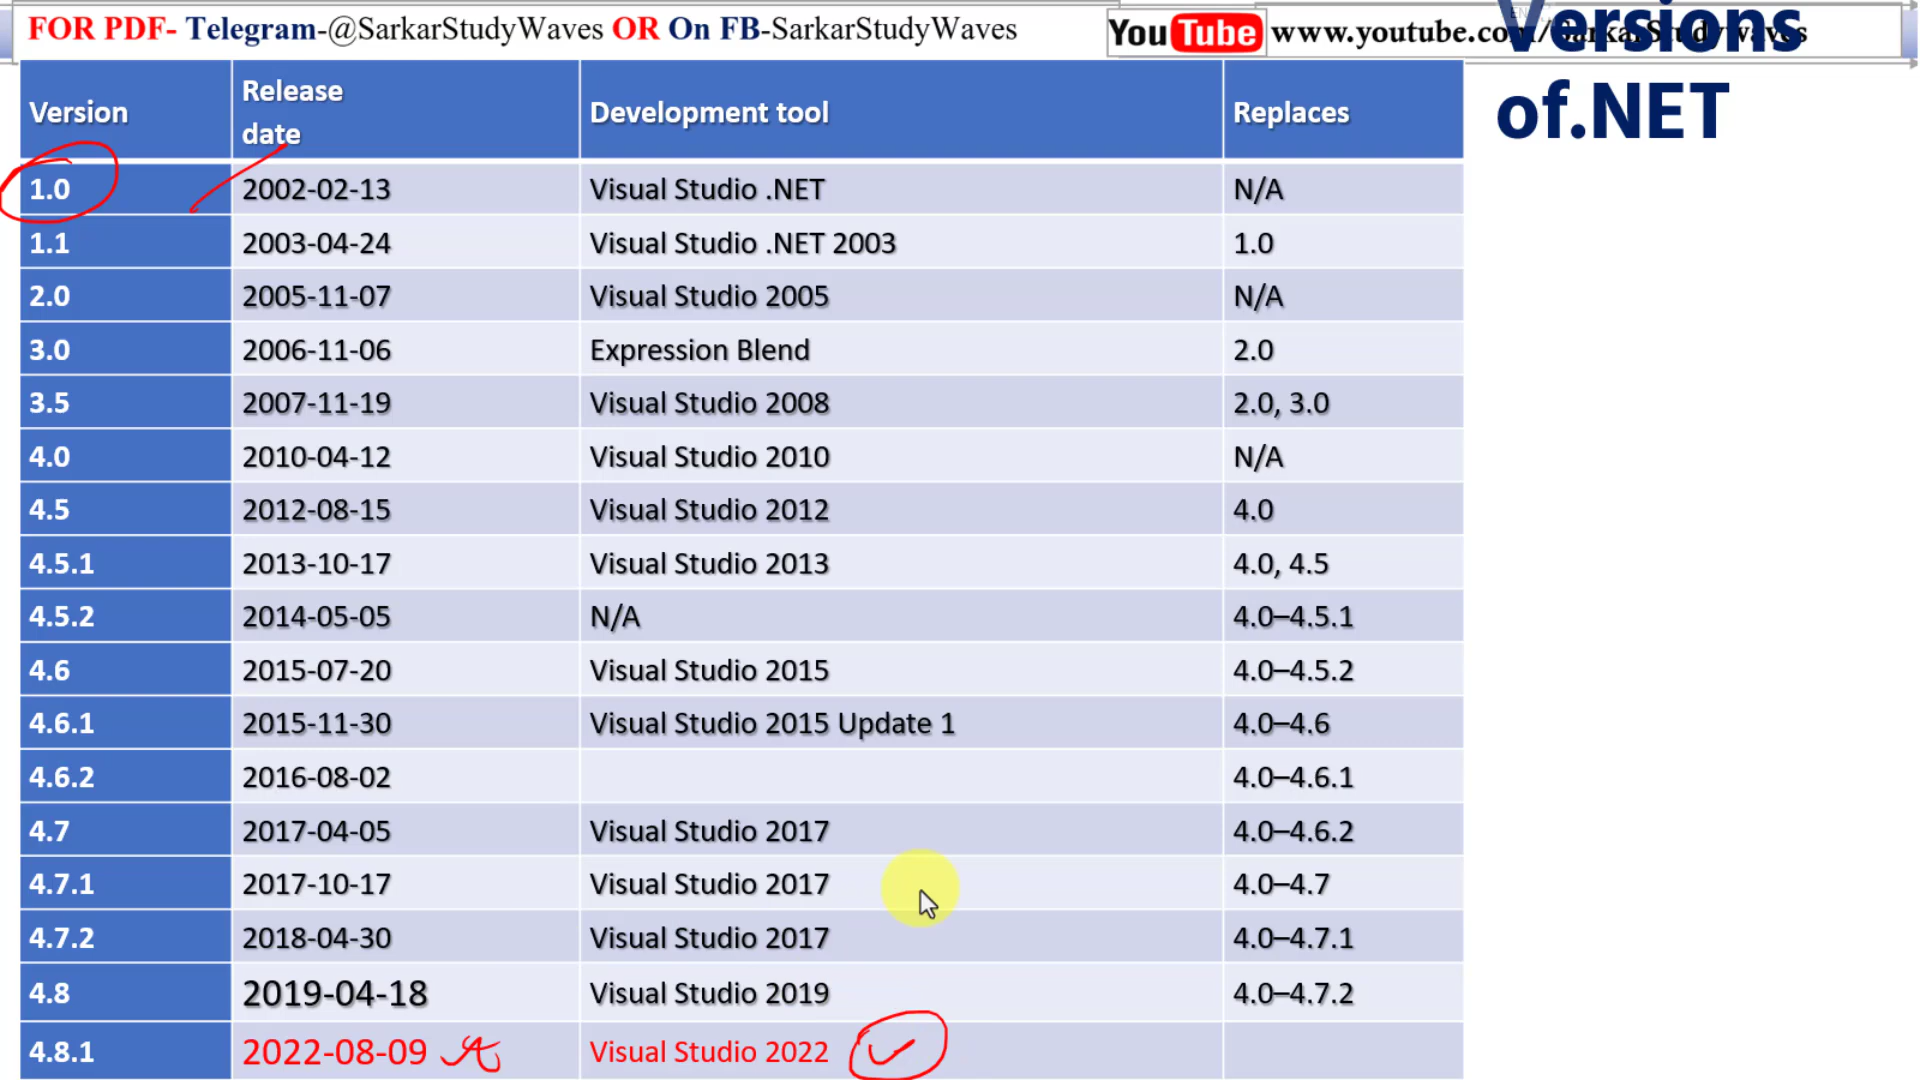 FOR PDF- Telegram-@SarkarStudyWaves OR On FB-SarkarStudyWaves
YouTube www.youtube.com/SarkarStudyWaves
Versions
of.NET
Version Release date Development tool Replaces
1.0 2002-02-13 Visual Studio .NET N/A
1.1 2003-04-24 Visual Studio .NET 2003 1.0
2.0 2005-11-07 Visual Studio 2005 N/A
3.0 2006-11-06 Expression Blend 2.0
3.5 2007-11-19 Visual Studio 2008 2.0, 3.0
4.0 2010-04-12 Visual Studio 2010 N/A
4.5 2012-08-15 Visual Studio 2012 4.0
4.5.1 2013-10-17 Visual Studio 2013 4.0, 4.5
4.5.2 2014-05-05 N/A 4.0–4.5.1
4.6 2015-07-20 Visual Studio 2015 4.0–4.5.2
4.6.1 2015-11-30 Visual Studio 2015 Update 1 4.0–4.6
4.6.2 2016-08-02 4.0–4.6.1
4.7 2017-04-05 Visual Studio 2017 4.0–4.6.2
4.7.1 2017-10-17 Visual Studio 2017 4.0–4.7
4.7.2 2018-04-30 Visual Studio 2017 4.0–4.7.1
4.8 2019-04-18 Visual Studio 2019 4.0–4.7.2
4.8.1 2022-08-09 Visual Studio 2022